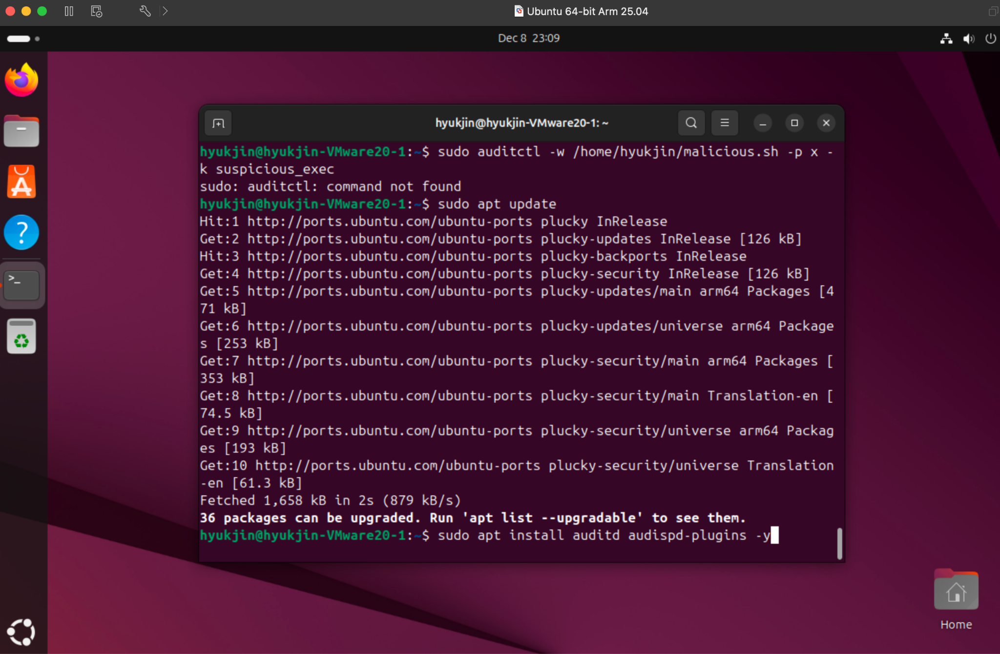 Ubuntu 64-bit Arm 25.04
Dec 8 23:09
hyukjin@hyukjin-VMware20-1: ~
hyukjin@hyukjin-VMware20-1:~$ sudo auditctl -w /home/hyukjin/malicious.sh -p x -
k suspicious_exec
sudo: auditctl: command not found
hyukjin@hyukjin-VMware20-1:~$ sudo apt update
Hit:1 http://ports.ubuntu.com/ubuntu-ports plucky InRelease
Get:2 http://ports.ubuntu.com/ubuntu-ports plucky-updates InRelease [126 kB]
Hit:3 http://ports.ubuntu.com/ubuntu-ports plucky-backports InRelease
Get:4 http://ports.ubuntu.com/ubuntu-ports plucky-security InRelease [126 kB]
Get:5 http://ports.ubuntu.com/ubuntu-ports plucky-updates/main arm64 Packages [4
71 kB]
Get:6 http://ports.ubuntu.com/ubuntu-ports plucky-updates/universe arm64 Package
s [253 kB]
Get:7 http://ports.ubuntu.com/ubuntu-ports plucky-security/main arm64 Packages [
353 kB]
Get:8 http://ports.ubuntu.com/ubuntu-ports plucky-security/main Translation-en [
74.5 kB]
Get:9 http://ports.ubuntu.com/ubuntu-ports plucky-security/universe arm64 Packag
es [193 kB]
Get:10 http://ports.ubuntu.com/ubuntu-ports plucky-security/universe Translation
-en [61.3 kB]
Fetched 1,658 kB in 2s (879 kB/s)
36 packages can be upgraded. Run 'apt list --upgradable' to see them.
hyukjin@hyukjin-VMware20-1:~$ sudo apt install auditd audispd-plugins -y
Home